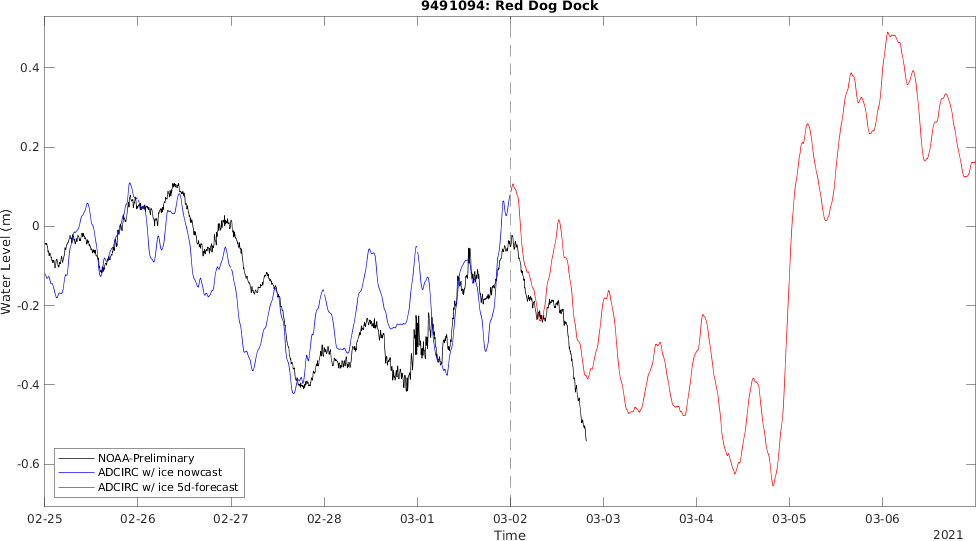 9491094: Red Dog Dock
Water Level (m)
0.4
0.2
0
-0.2
-0.4
-0.6
NOAA-Preliminary
ADCIRC w/ ice nowcast
ADCIRC w/ ice 5d-forecast
02-25 02-26 02-27 02-28 03-01 03-02 03-03 03-04 03-05 03-06
Time
2021